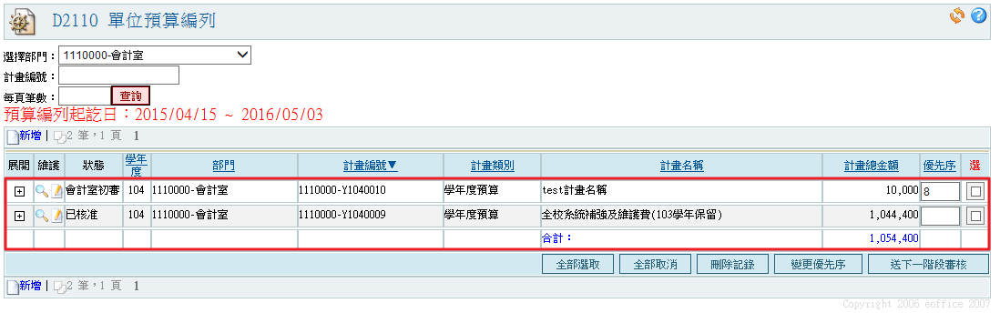 D2110 單位預算編列
選擇部門：1110000-會計室
計畫編號：
每頁筆數：查詢
預算編列起訖日：2015/04/15 ~ 2016/05/03
新增 | 2 筆，1 頁 1
展開 維護 狀態 學年度 部門 計畫編號▼ 計畫類別 計畫名稱 計畫總金額 優先序 選
會計室初審 104 1110000-會計室 1110000-Y1040010 學年度預算 test計畫名稱 10,000 8
已核准 104 1110000-會計室 1110000-Y1040009 學年度預算 全校系統補強及維護費(103學年保留) 1,044,400
合計： 1,054,400
全部選取 全部取消 刪除記錄 變更優先序 送下一階段審核
新增 | 2 筆，1 頁 1
Copyright 2006 eoffice 2007